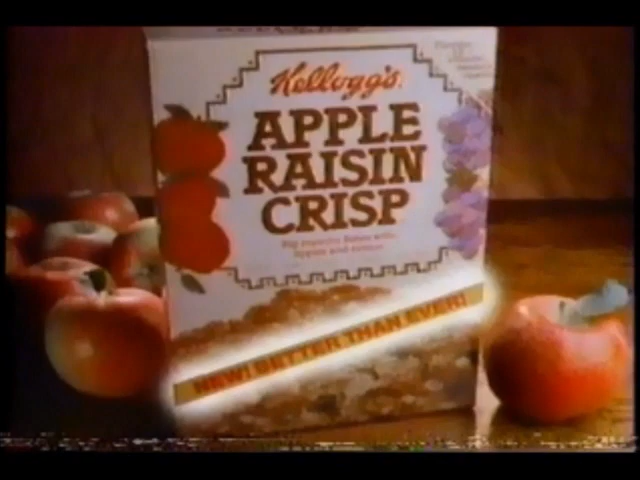 Kellogg's
APPLE
RAISIN
CRISP
NEW! BETTER THAN EVER!